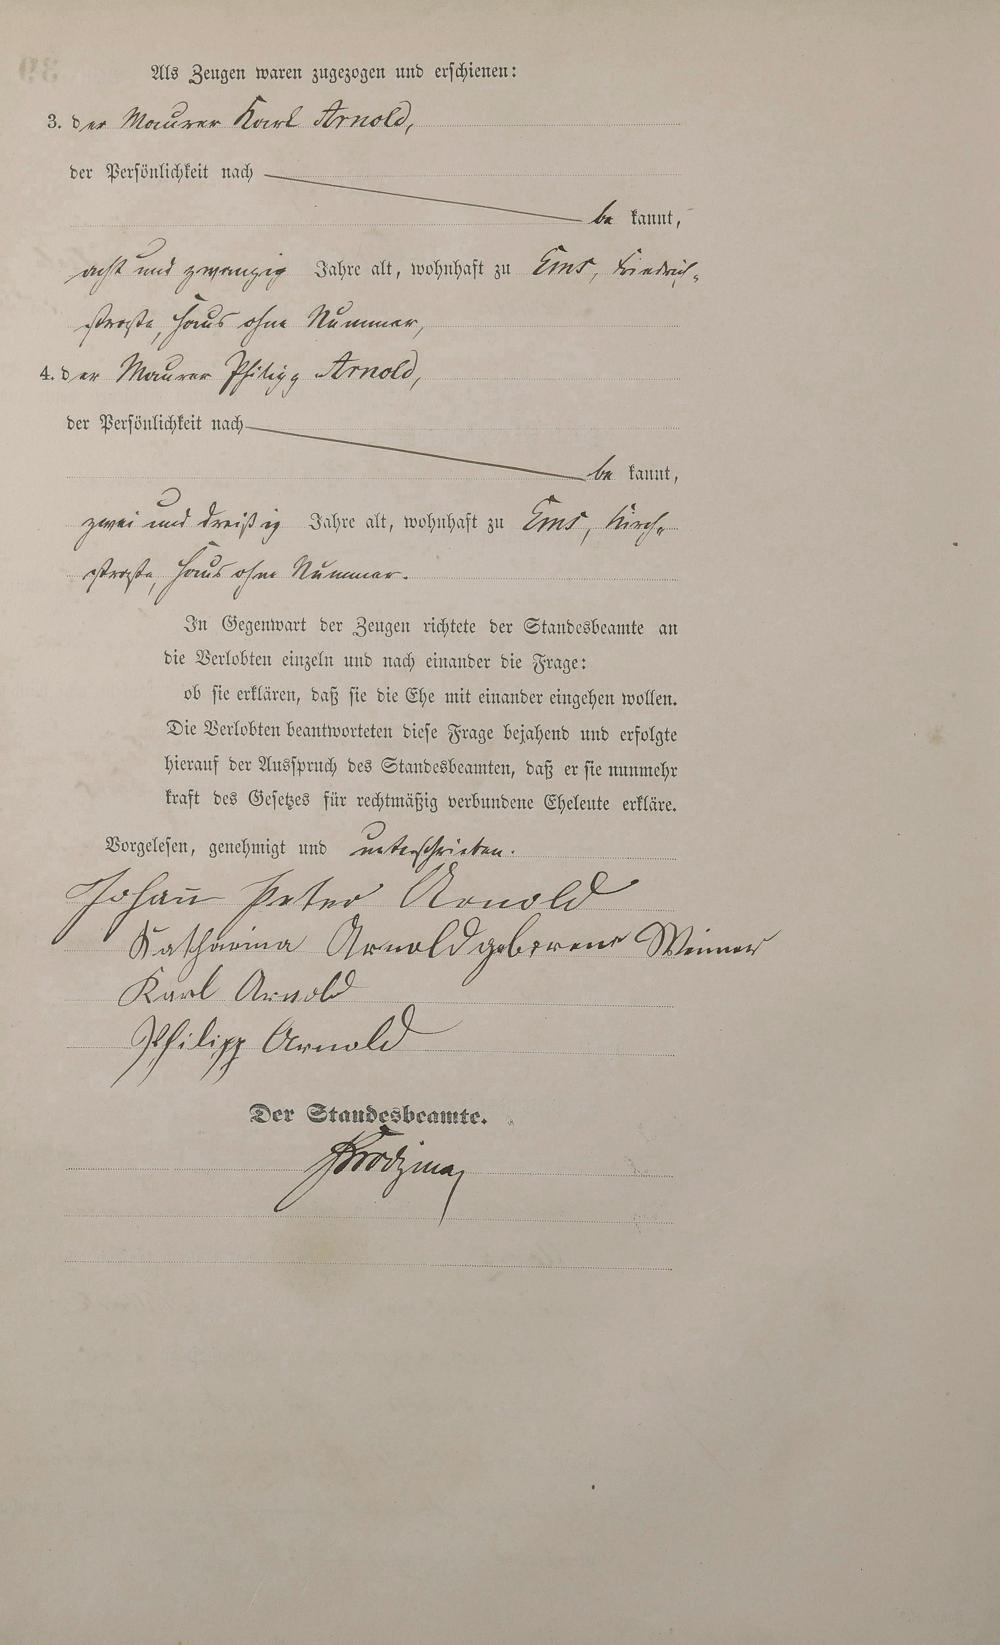 Als Zeugen waren zugezogen und erschienen:
3. der Maurer Karl Arnold,
der Persönlichkeit nach
be kannt,
acht und zwanzig Jahre alt, wohnhaft zu Ems, Friedrich-
straße, Haus ohne Nummer,
4. der Maurer Philipp Arnold,
der Persönlichkeit nach
be kannt,
zwei und dreißig Jahre alt, wohnhaft zu Ems, Kirch-
straße, Haus ohne Nummer.
In Gegenwart der Zeugen richtete der Standesbeamte an
die Verlobten einzeln und nach einander die Frage:
ob sie erklären, daß sie die Ehe mit einander eingehen wollen.
Die Verlobten beantworteten diese Frage bejahend und erfolgte
hierauf der Ausspruch des Standesbeamten, daß er sie nunmehr
kraft des Gesetzes für rechtmäßig verbundene Eheleute erkläre.
Vorgelesen, genehmigt und unterschrieben.
Johann Peter Arnold
Katharina Arnold geborene
Karl Arnold
Philipp Arnold
Der Standesbeamte.